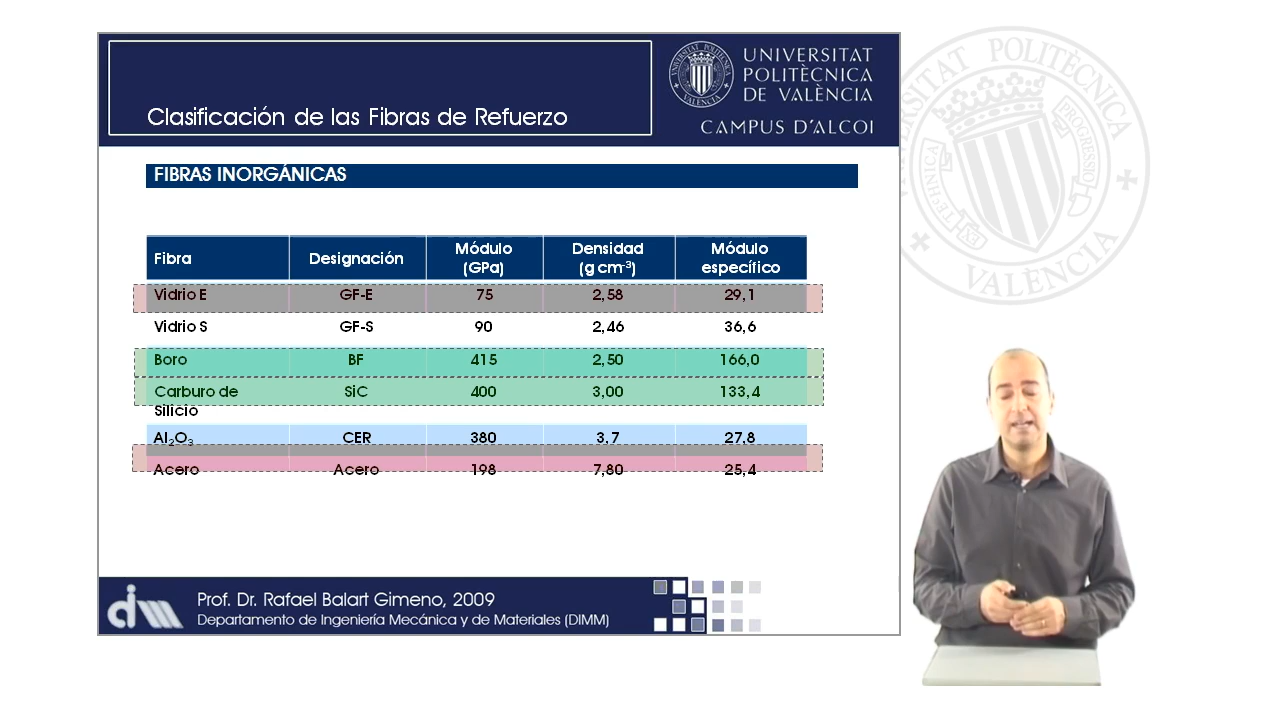 UNIVERSITAT
POLITÈCNICA
DE VALÈNCIA
CAMPUS D'ALCOI
Clasificación de las Fibras de Refuerzo
FIBRAS INORGÁNICAS
Fibra Designación Módulo (GPa) Densidad (g cm-³) Módulo específico
Vidrio E GF-E 75 2,58 29,1
Vidrio S GF-S 90 2,46 36,6
Boro BF 415 2,50 166,0
Carburo de Silicio SiC 400 3,00 133,4
Al₂O₃ CER 380 3,7 27,8
Acero Acero 198 7,80 25,4
dim
Prof. Dr. Rafael Balart Gimeno, 2009
Departamento de Ingeniería Mecánica y de Materiales (DIMM)
POLITÈCNICA
VALÈNCIA